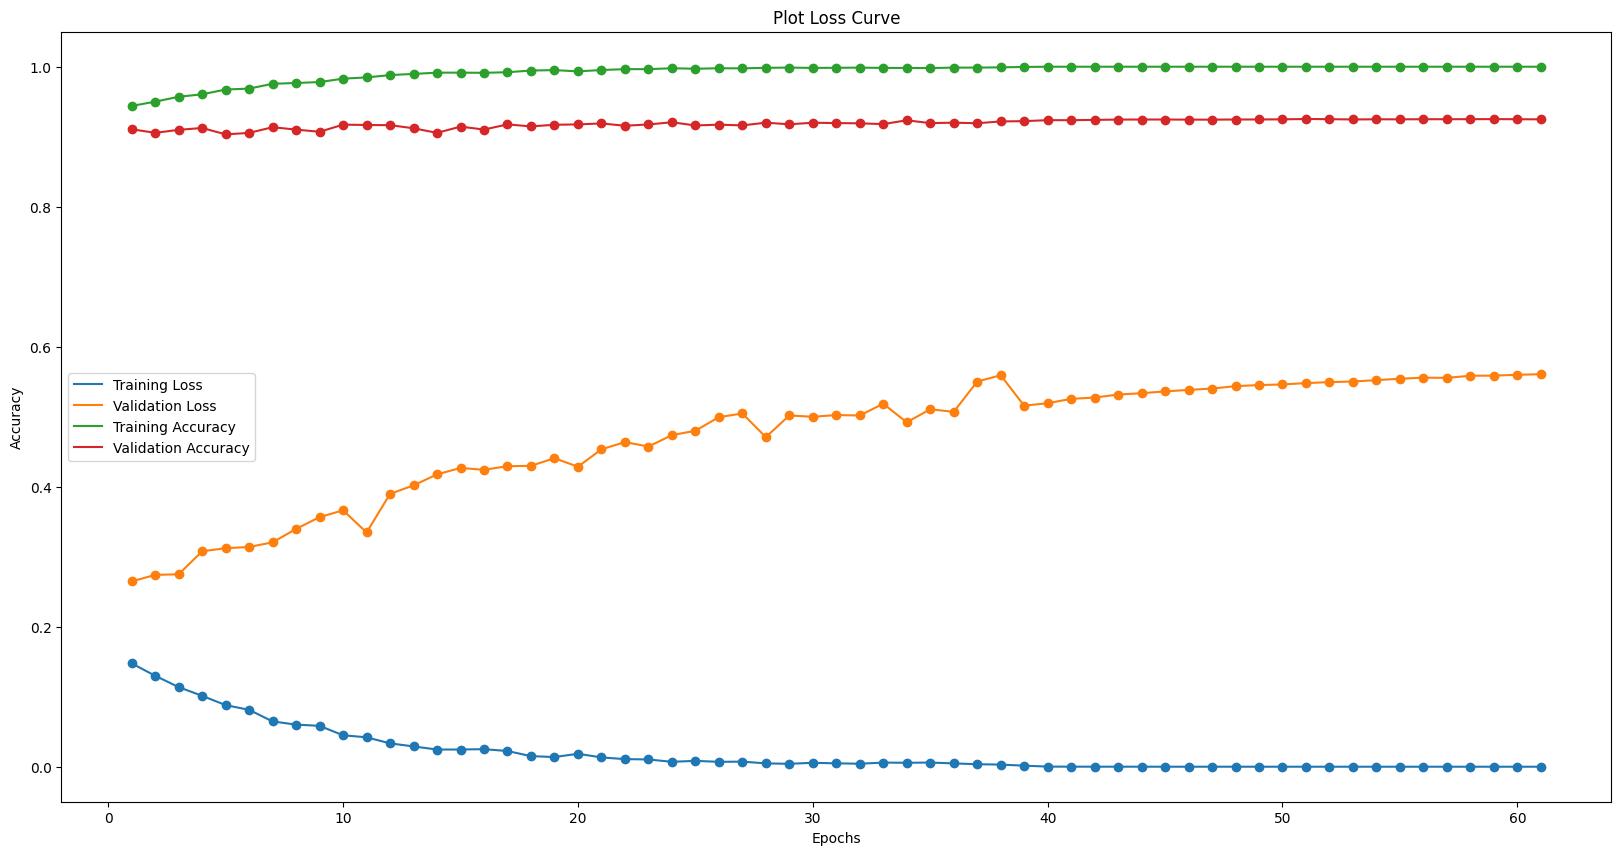 Plot Loss Curve
1.0
0.8
0.6
0.4
0.2
0.0
Accuracy
Training Loss
Validation Loss
Training Accuracy
Validation Accuracy
0 10 20 30 40 50 60
Epochs